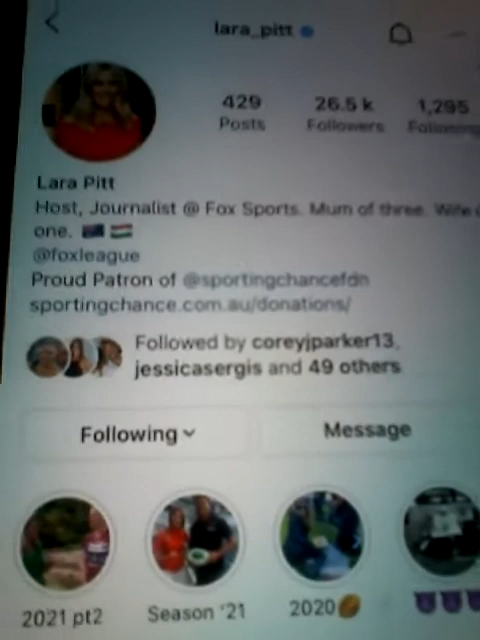 lara_pitt
429
26.5 k
1,295
Posts
Followers
Following
Lara Pitt
Host, Journalist @ Fox Sports. Mum of three. Wife
one.
@foxleague
Proud Patron of @sportingchancefdn
sportingchance.com.au/donations/
Followed by coreyjparker13,
jessicasergis and 49 others
Following
Message
2021 pt2
Season '21
2020